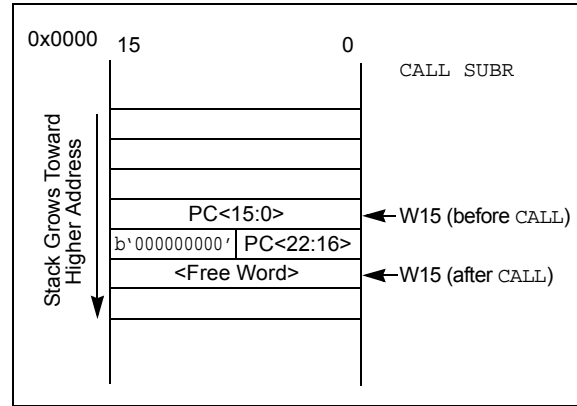 0x0000
15 0
CALL SUBR
Stack Grows Toward
Higher Address
PC<15:0>
W15 (before CALL)
b‘000000000’ PC<22:16>
<Free Word>
W15 (after CALL)